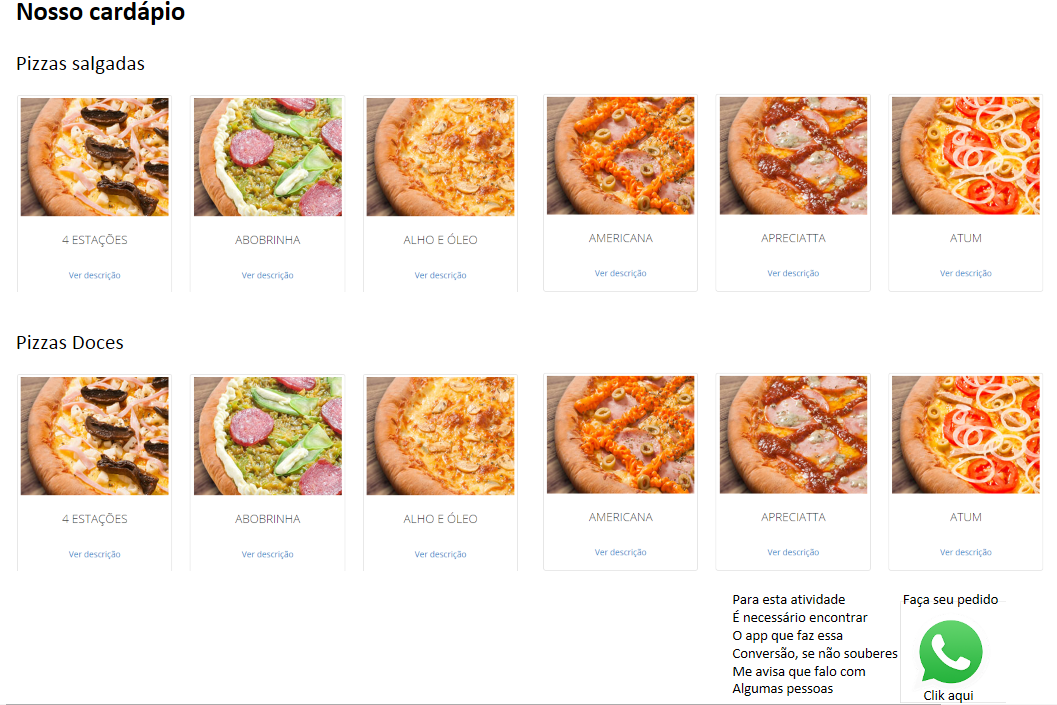 Nosso cardápio
Pizzas salgadas
4 ESTAÇÕES
ABOBRINHA
ALHO E ÓLEO
AMERICANA
APRECIATTA
ATUM
Ver descrição
Ver descrição
Ver descrição
Ver descrição
Ver descrição
Ver descrição
Pizzas Doces
4 ESTAÇÕES
ABOBRINHA
ALHO E ÓLEO
AMERICANA
APRECIATTA
ATUM
Ver descrição
Ver descrição
Ver descrição
Ver descrição
Ver descrição
Ver descrição
Para esta atividade
É necessário encontrar
O app que faz essa
Conversão, se não souberes
Me avisa que falo com
Algumas pessoas
Faça seu pedido
Clik aqui